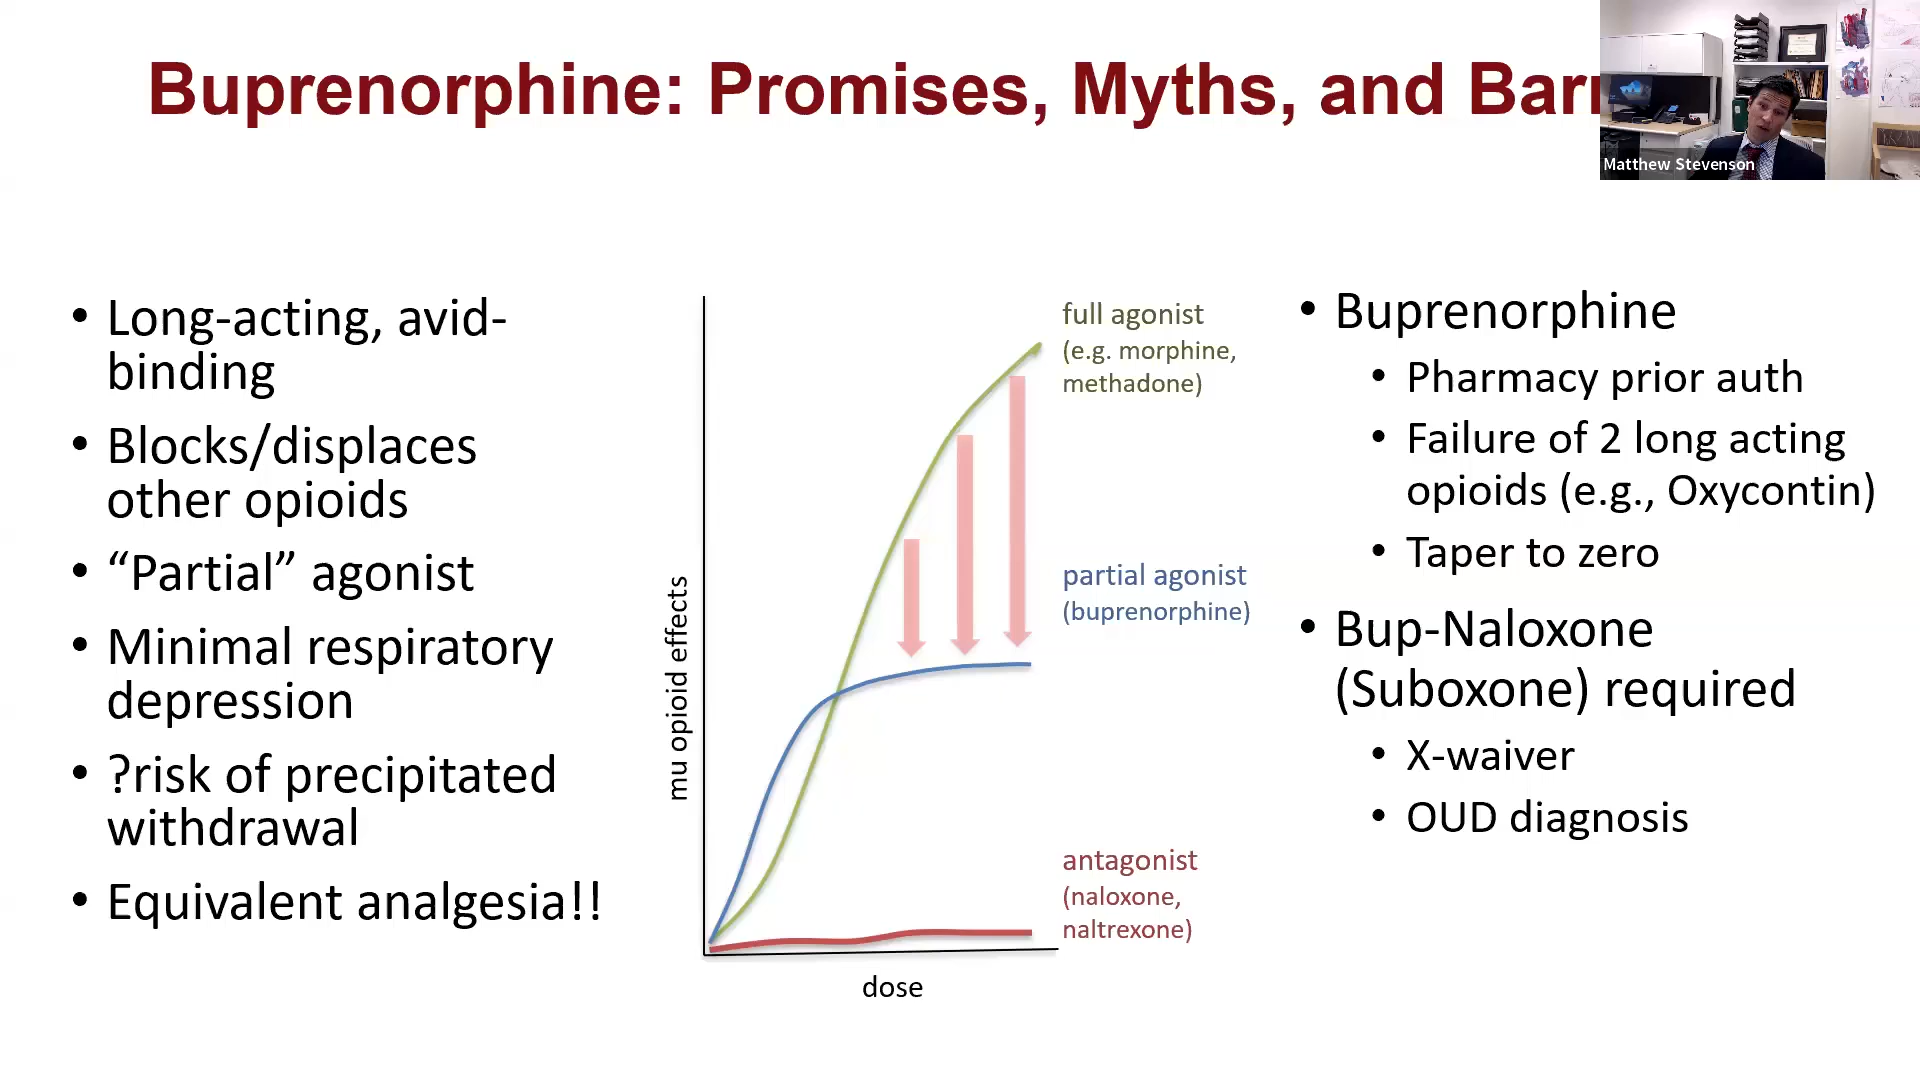 Buprenorphine: Promises, Myths, and Bar
Matthew Stevenson
• Long-acting, avid-
binding
• Blocks/displaces
other opioids
• “Partial” agonist
• Minimal respiratory
depression
• ?risk of precipitated
withdrawal
• Equivalent analgesia!!
mu opioid effects
dose
full agonist
(e.g. morphine,
methadone)
partial agonist
(buprenorphine)
antagonist
(naloxone,
naltrexone)
• Buprenorphine
• Pharmacy prior auth
• Failure of 2 long acting
opioids (e.g., Oxycontin)
• Taper to zero
• Bup-Naloxone
(Suboxone) required
• X-waiver
• OUD diagnosis